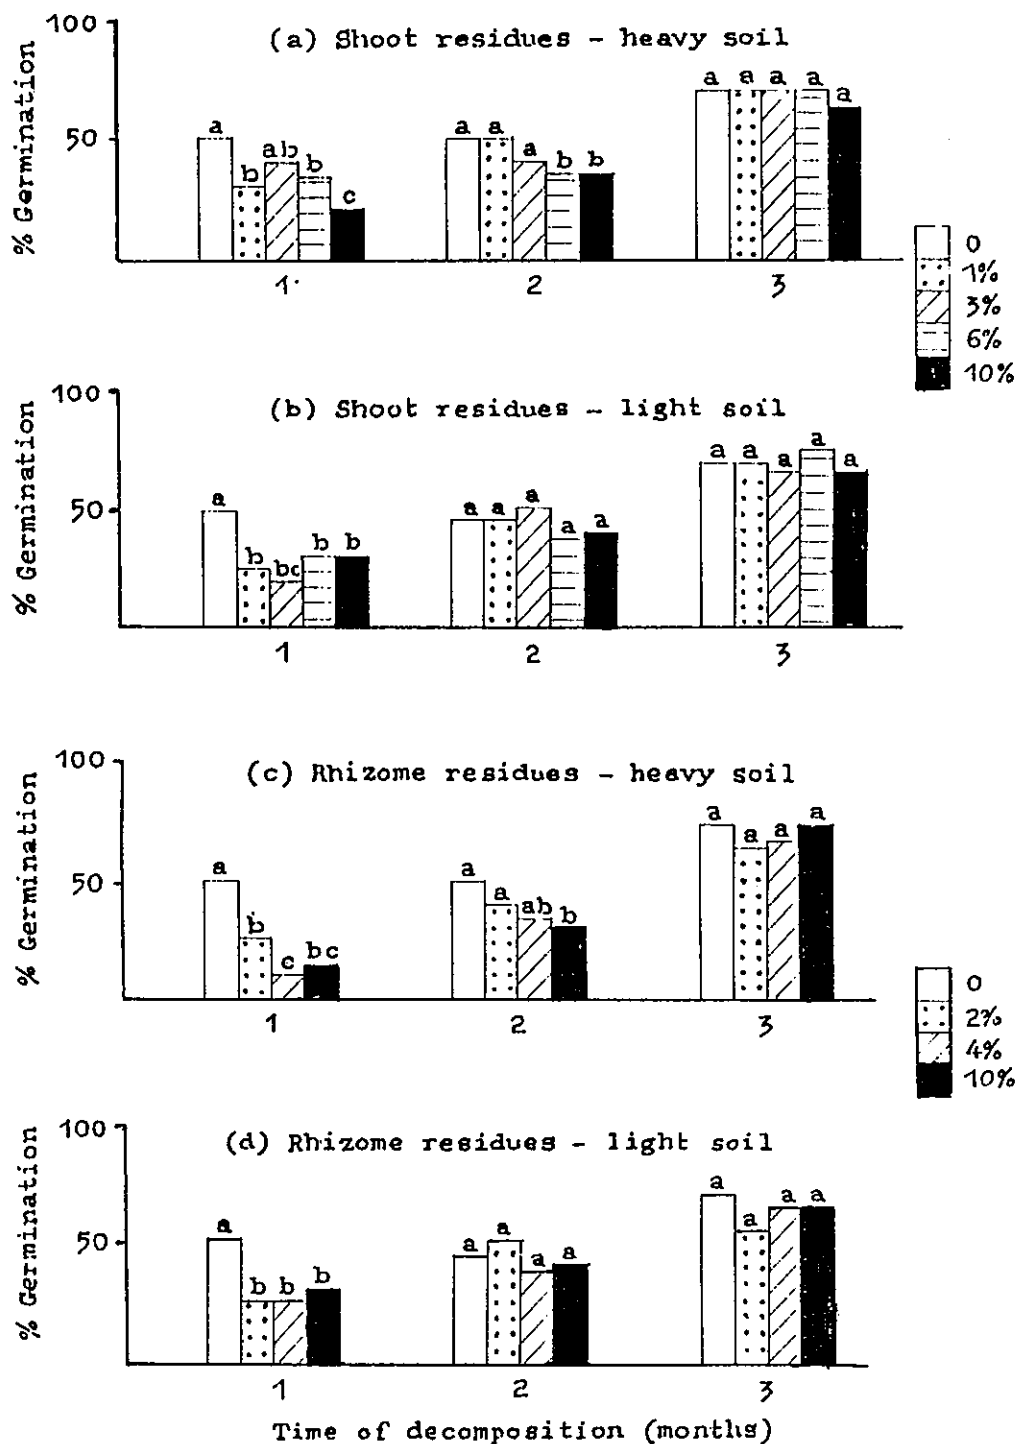 100
(a) Shoot residues - heavy soil
% Germination
50
a b ab b c
a a a b b
a a a a a
1. 2 3
0
1%
3%
6%
10%
100
(b) Shoot residues - light soil
% Germination
50
a b bc b b
a a a a a
a a a a a
1 2 3
100
(c) Rhizome residues - heavy soil
% Germination
50
a b c bc
a a ab b
a a a a
1 2 3
0
2%
4%
10%
100
(d) Rhizome residues - light soil
% Germination
50
a b b b
a a a a
a a a a
1 2 3
Time of decomposition (months)